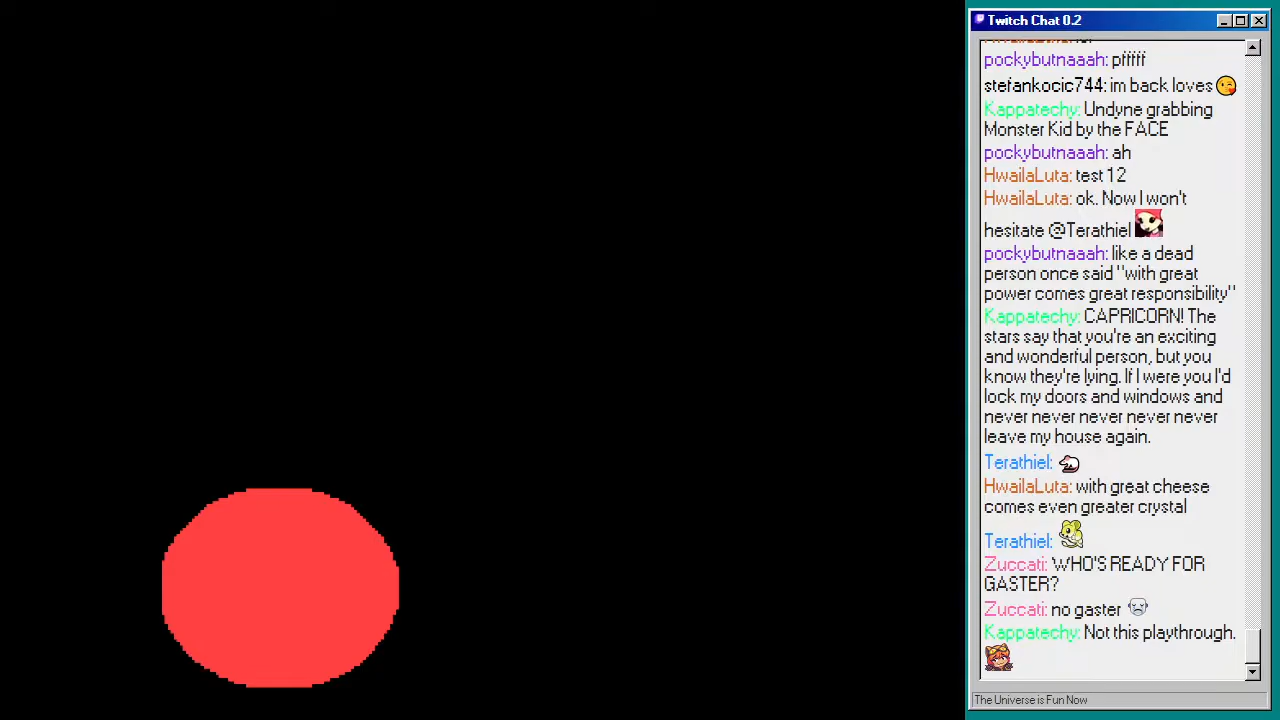 Twitch Chat 0.2
pockybutnaaah: pfffff
stefankocic744: im back loves
Kappatechy: Undyne grabbing
Monster Kid by the FACE
pockybutnaaah: ah
HwailaLuta: test 12
HwailaLuta: ok. Now I won't
hesitate @Terathiel
pockybutnaaah: like a dead
person once said "with great
power comes great responsibility"
Kappatechy: CAPRICORN! The
stars say that you're an exciting
and wonderful person, but you
know they're lying. If I were you I'd
lock my doors and windows and
never never never never never
leave my house again.
Terathiel:
HwailaLuta: with great cheese
comes even greater crystal
Terathiel:
Zuccati: WHO'S READY FOR
GASTER?
Zuccati: no gaster
Kappatechy: Not this playthrough.
The Universe is Fun Now